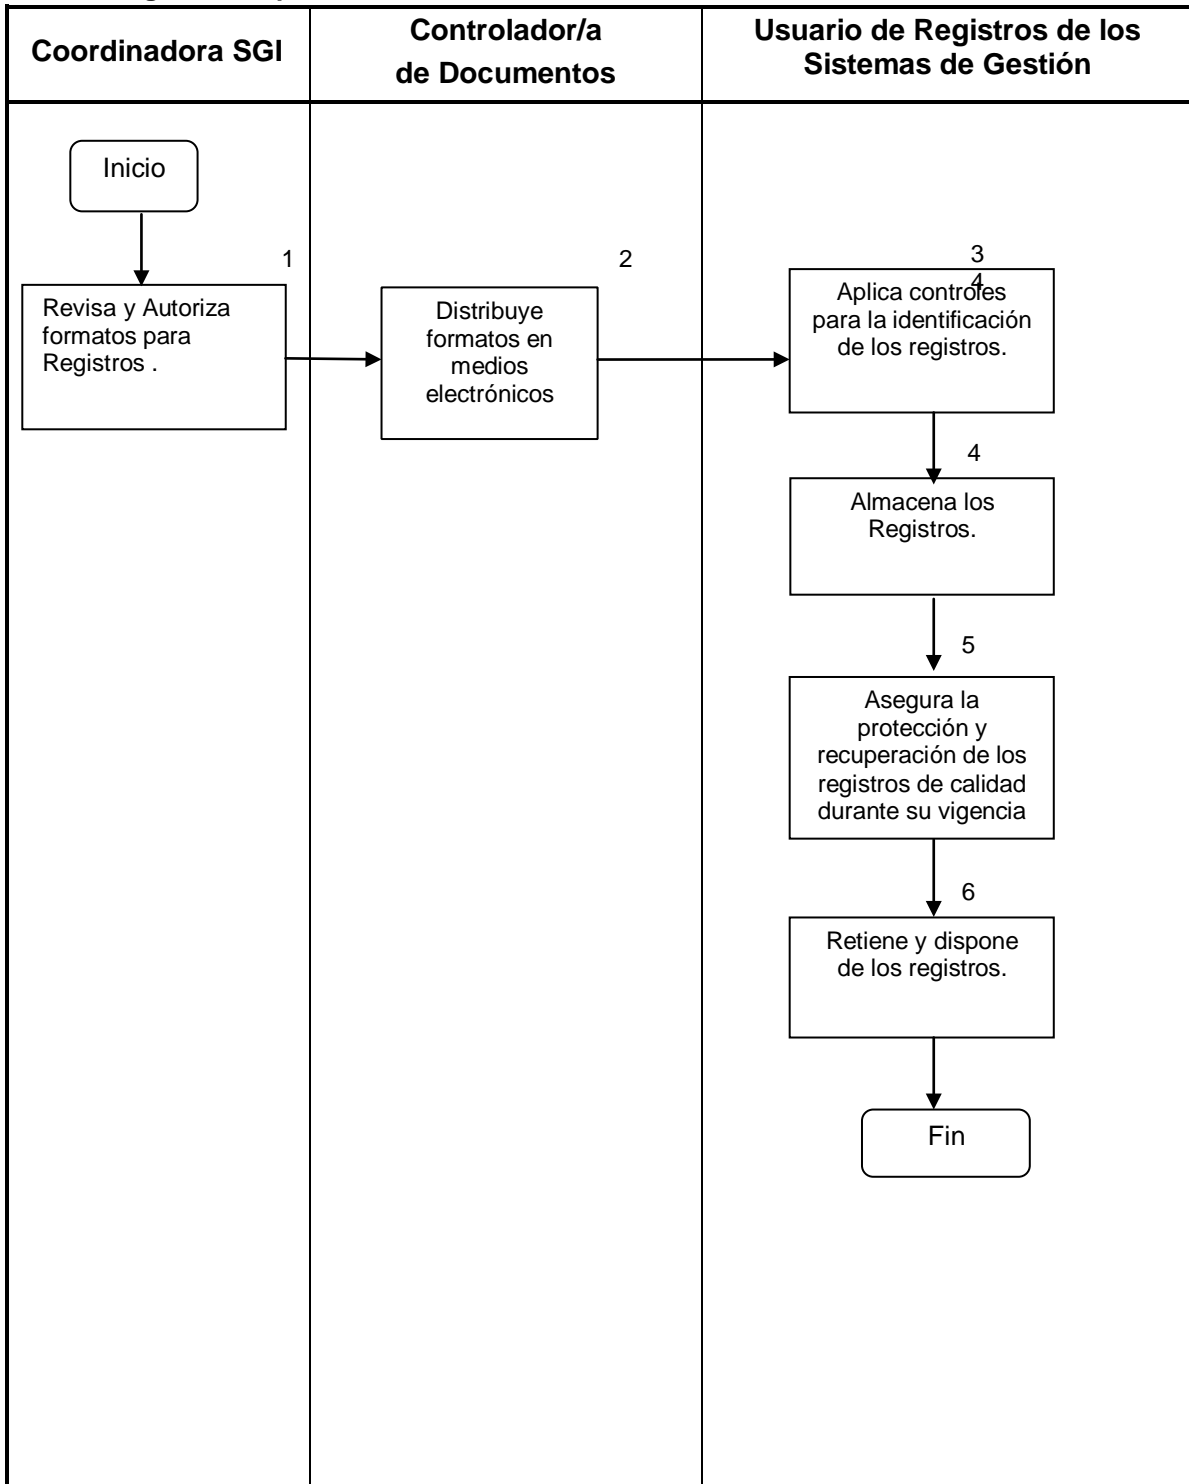 Coordinadora SGI
Controlador/a
de Documentos
Usuario de Registros de los
Sistemas de Gestión
Inicio
1
Revisa y Autoriza
formatos para
Registros .
2
Distribuye
formatos en
medios
electrónicos
3
4
Aplica controles
para la identificación
de los registros.
4
Almacena los
Registros.
5
Asegura la
protección y
recuperación de los
registros de calidad
durante su vigencia
6
Retiene y dispone
de los registros.
Fin